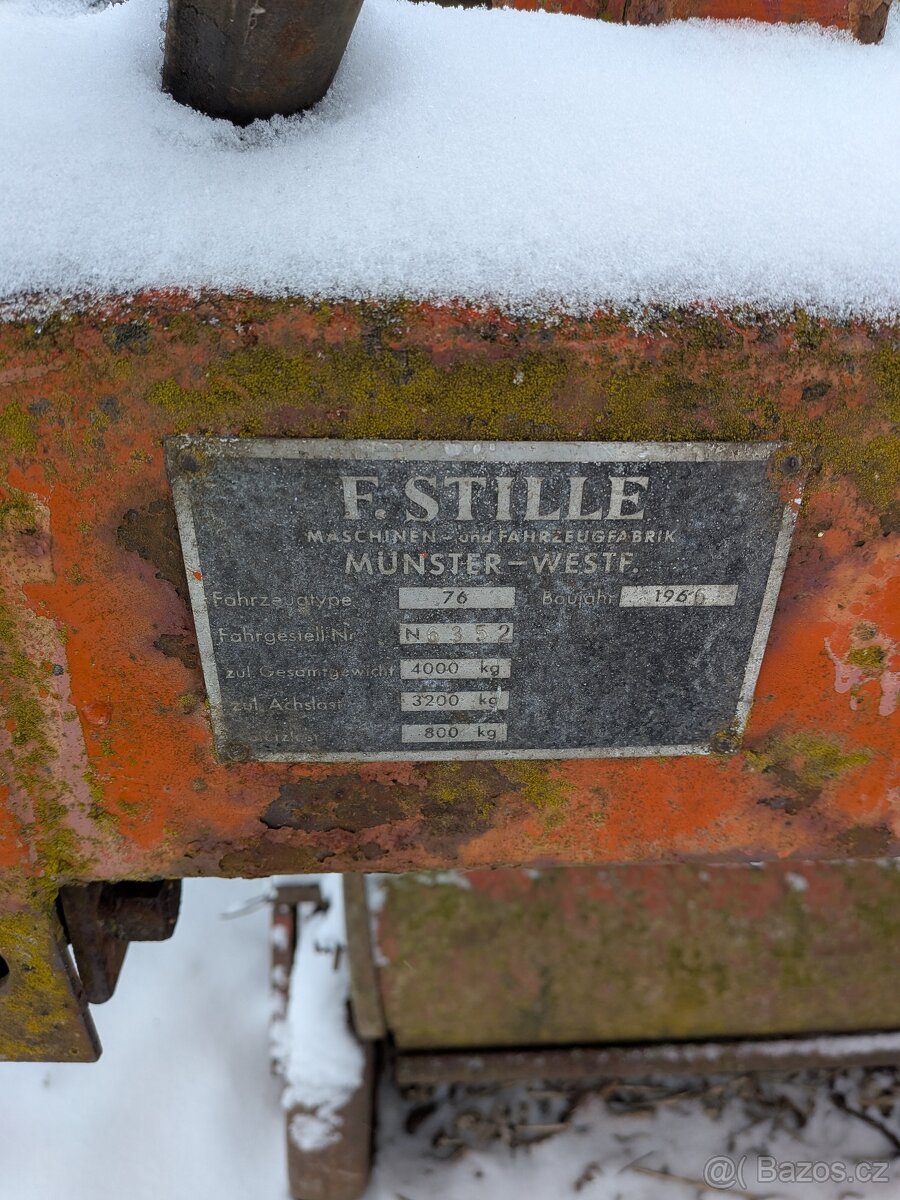 F. STILLE
MASCHINEN- und FAHRZEUGFABRIK
MÜNSTER-WESTF.
Fahrzeugtype 76 Baujahr 1966
Fahrgestell Nr N6352
zul. Gesamtgewicht 4000 kg
zul. Achslast 3200 kg
800 kg
@( Bazos.cz